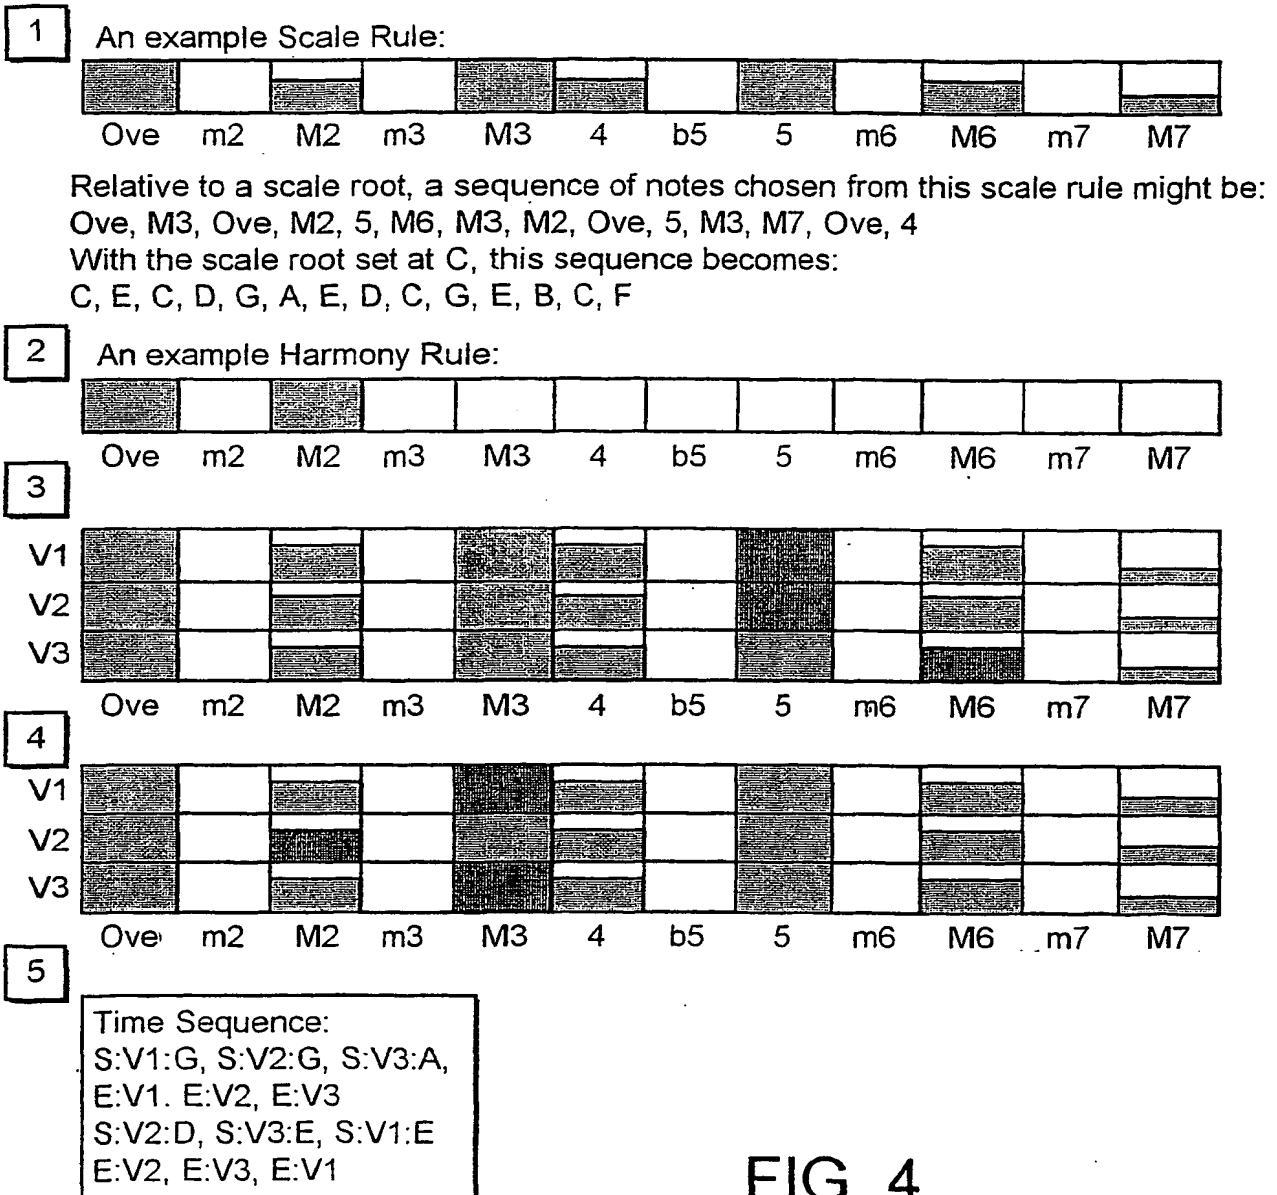 1
An example Scale Rule:
Ove m2 M2 m3 M3 4 b5 5 m6 M6 m7 M7
Relative to a scale root, a sequence of notes chosen from this scale rule might be:
Ove, M3, Ove, M2, 5, M6, M3, M2, Ove, 5, M3, M7, Ove, 4
With the scale root set at C, this sequence becomes:
C, E, C, D, G, A, E, D, C, G, E, B, C, F
2
An example Harmony Rule:
Ove m2 M2 m3 M3 4 b5 5 m6 M6 m7 M7
3
V1
V2
V3
Ove m2 M2 m3 M3 4 b5 5 m6 M6 m7 M7
4
V1
V2
V3
Ove m2 M2 m3 M3 4 b5 5 m6 M6 m7 M7
5
Time Sequence:
S:V1:G, S:V2:G, S:V3:A,
E:V1. E:V2, E:V3
S:V2:D, S:V3:E, S:V1:E
E:V2, E:V3, E:V1
FIG 4